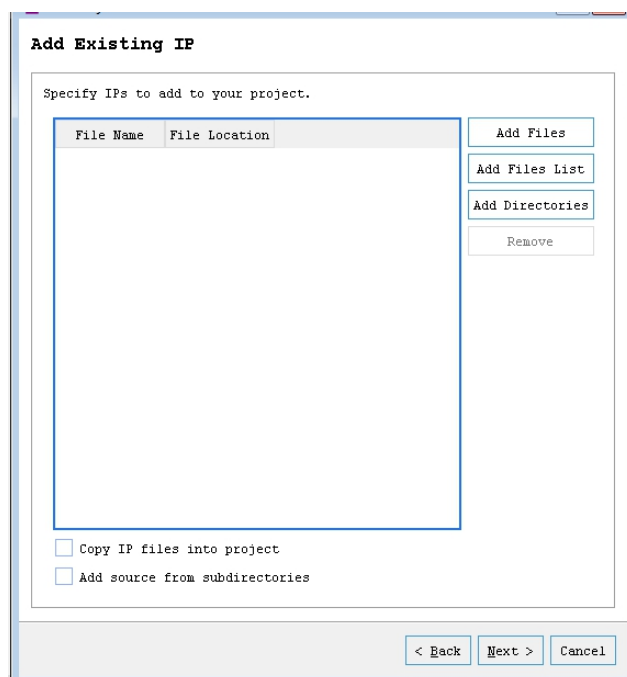 Add Existing IP
Specify IPs to add to your project.
File Name File Location
Add Files
Add Files List
Add Directories
Remove
Copy IP files into project
Add source from subdirectories
< Back Next > Cancel